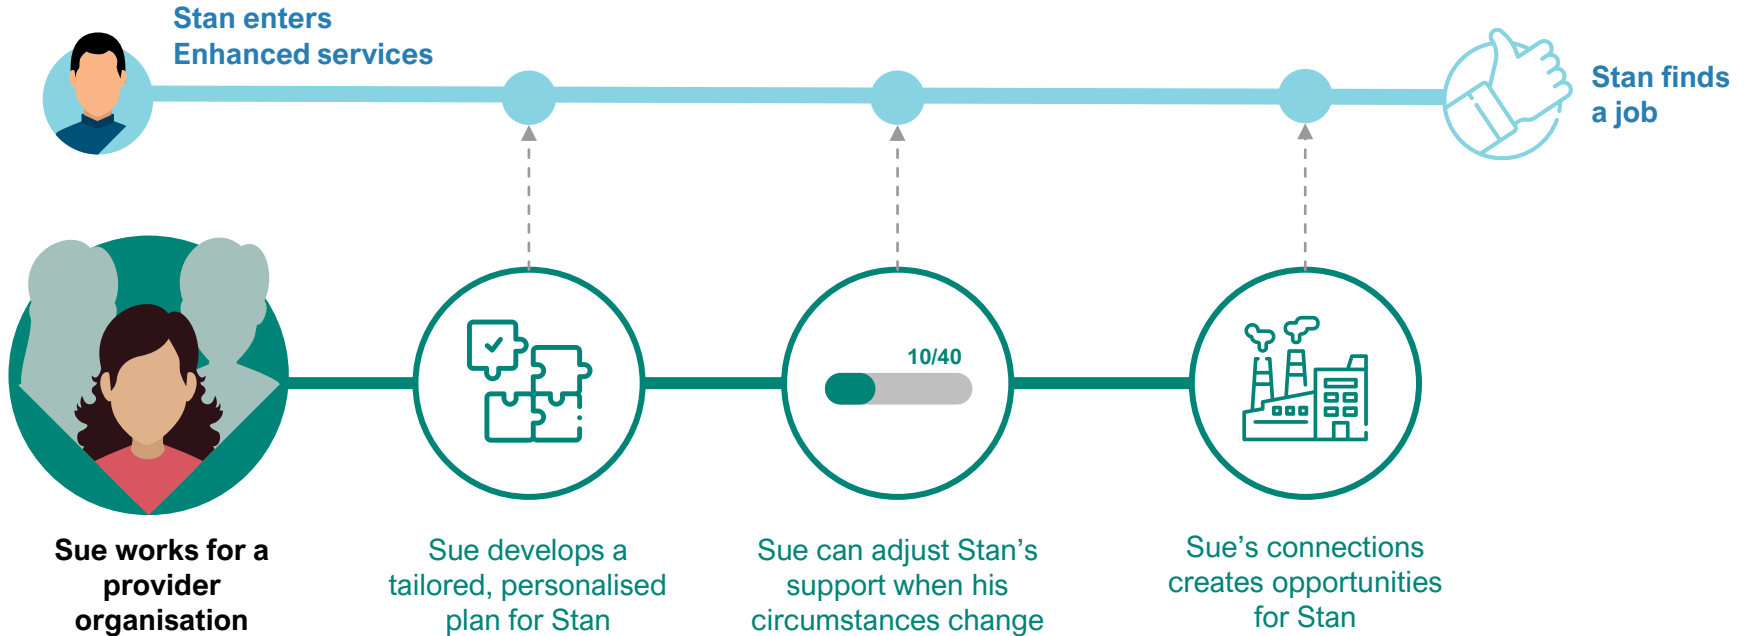 Stan enters
Enhanced services
Stan finds
a job
10/40
Sue works for a
provider
organisation
Sue develops a
tailored, personalised
plan for Stan
Sue can adjust Stan's
support when his
circumstances change
Sue's connections
creates opportunities
for Stan